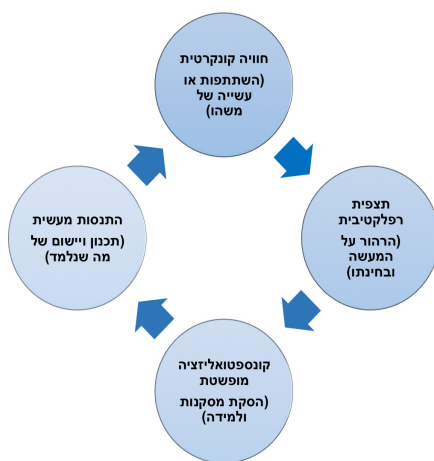 חוויה קונקרטית
(השתתפות או
עשייה של
משהו)
תצפית
רפלקטיבית
(הרהור על
המעשה
ובחינתו)
קונספטואליזציה
מופשטת
(הסקת מסקנות
ולמידה)
התנסות מעשית
(תכנון ויישום של
מה שנלמד)